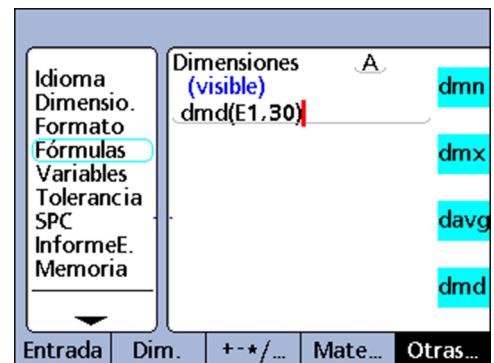 Idioma
Dimensio.
Formato
Fórmulas
Variables
Tolerancia
SPC
InformeE.
Memoria
Dimensiones A
(visible)
dmd(E1,30)
dmn
dmx
davg
dmd
Entrada Dim. +-*/... Mate... Otras...